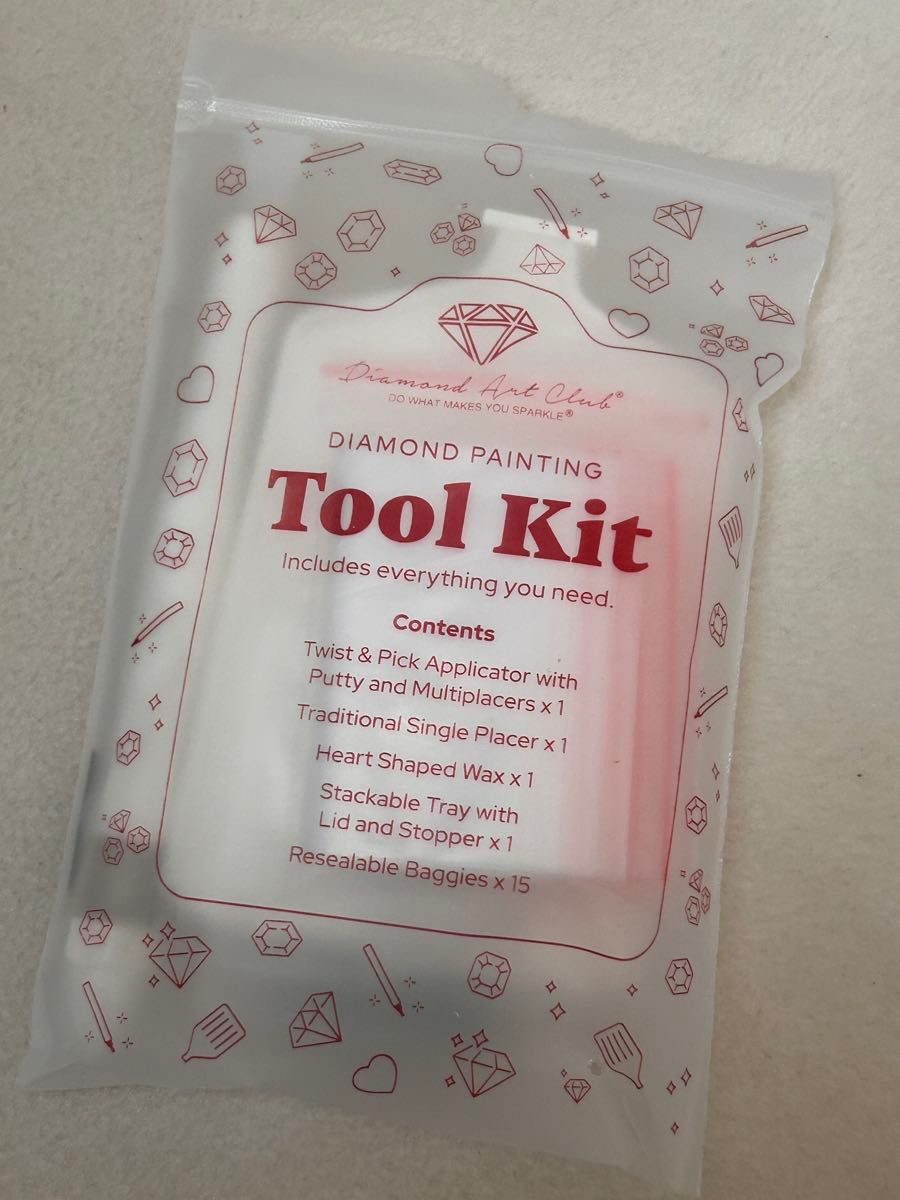 Diamond Art Club®
DO WHAT MAKES YOU SPARKLE®
DIAMOND PAINTING
Tool Kit
Includes everything you need.
Contents
Twist & Pick Applicator with
Putty and Multiplacers x 1
Traditional Single Placer x 1
Heart Shaped Wax x 1
Stackable Tray with
Lid and Stopper x 1
Resealable Baggies x 15